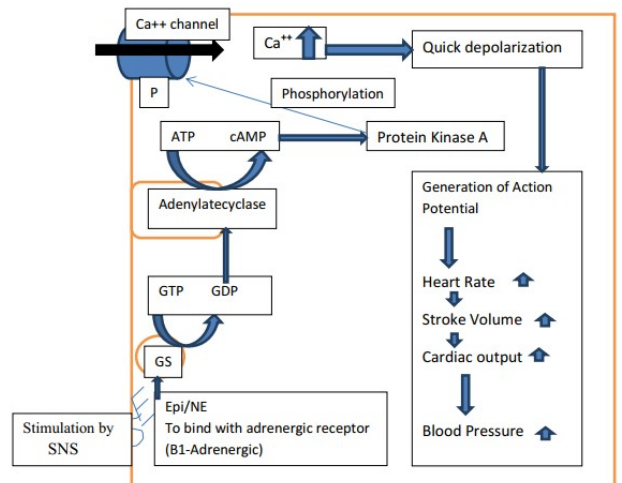 Ca++ channel
Ca++
Quick depolarization
P
Phosphorylation
ATP cAMP
Protein Kinase A
Adenylatecyclase
Generation of Action
Potential
GTP GDP
Heart Rate
Stroke Volume
Cardiac output
GS
Epi/NE
To bind with adrenergic receptor
(B1-Adrenergic)
Stimulation by
SNS
Blood Pressure